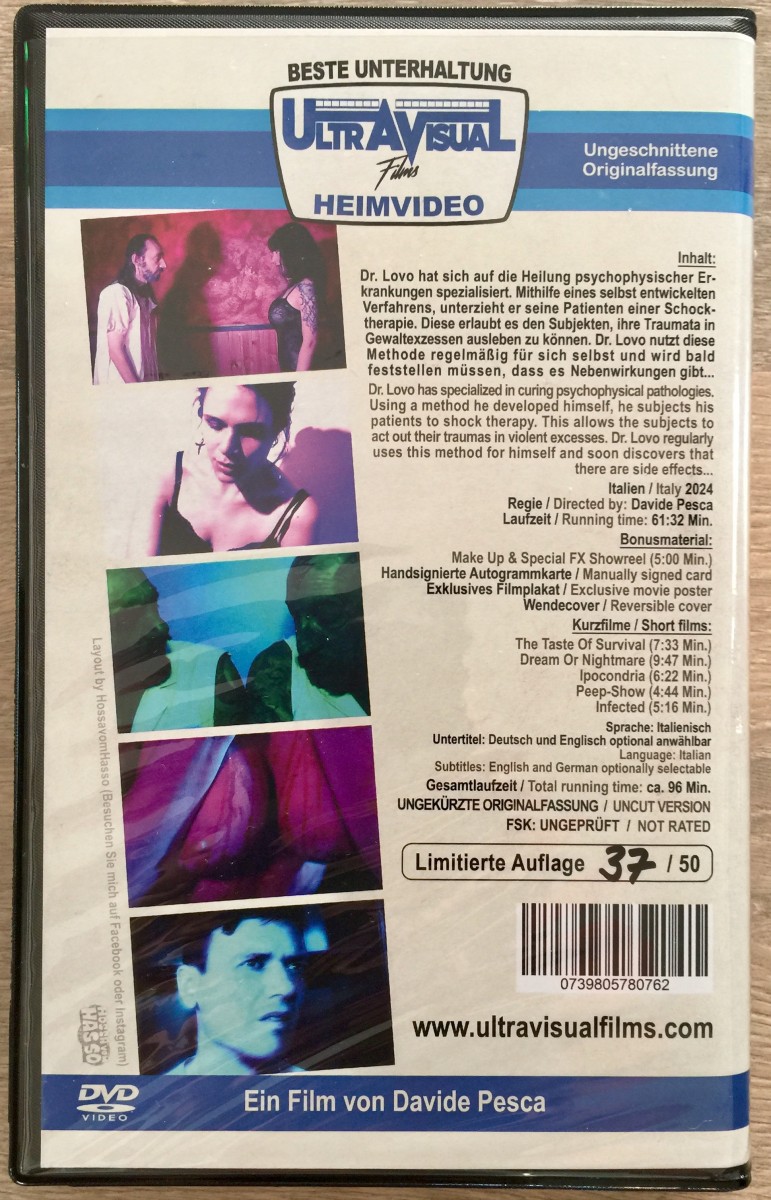 BESTE UNTERHALTUNG
ULTRAVISUAL
Films
HEIMVIDEO
Ungeschnittene
Originalfassung
Inhalt:
Dr. Lovo hat sich auf die Heilung psychophysischer Er-
krankungen spezialisiert. Mithilfe eines selbst entwickelten
Verfahrens, unterzieht er seine Patienten einer Schock-
therapie. Diese erlaubt es den Subjekten, ihre Traumata in
Gewaltexzessen ausleben zu können. Dr. Lovo nutzt diese
Methode regelmäßig für sich selbst und wird bald
feststellen müssen, dass es Nebenwirkungen gibt...
Dr. Lovo has specialized in curing psychophysical pathologies.
Using a method he developed himself, he subjects his
patients to shock therapy. This allows the subjects to
act out their traumas in violent excesses. Dr. Lovo regularly
uses this method for himself and soon discovers that
there are side effects...
Italien / Italy 2024
Regie / Directed by: Davide Pesca
Laufzeit / Running time: 61:32 Min.
Bonusmaterial:
Make Up & Special FX Showreel (5:00 Min.)
Handsignierte Autogrammkarte / Manually signed card
Exklusives Filmplakat / Exclusive movie poster
Wendecover / Reversible cover
Kurzfilme / Short films:
The Taste Of Survival (7:33 Min.)
Dream Or Nightmare (9:47 Min.)
Ipocondria (6:22 Min.)
Peep-Show (4:44 Min.)
Infected (5:16 Min.)
Sprache: Italienisch
Untertitel: Deutsch und Englisch optional anwählbar
Language: Italian
Subtitles: English and German optionally selectable
Gesamtlaufzeit / Total running time: ca. 96 Min.
UNGEKÜRZTE ORIGINALFASSUNG / UNCUT VERSION
FSK: UNGEPRÜFT / NOT RATED
Limitierte Auflage 37 / 50
0739805780762
www.ultravisualfilms.com
Layout by HossavomHasso (Besuchen Sie mich auf Facebook oder Instagram)
HASSO
DVD
VIDEO
Ein Film von Davide Pesca